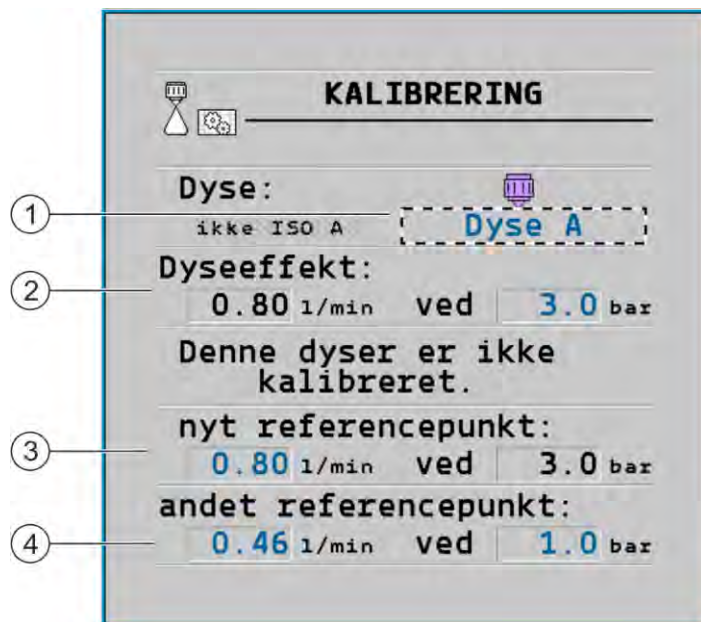 KALIBRERING
Dyse:
1 ikke ISO A Dyse A
Dyseeffekt:
2 0.80 l/min ved 3.0 bar
Denne dyser er ikke
kalibreret.
nyt referencepunkt:
3 0.80 l/min ved 3.0 bar
andet referencepunkt:
4 0.46 l/min ved 1.0 bar